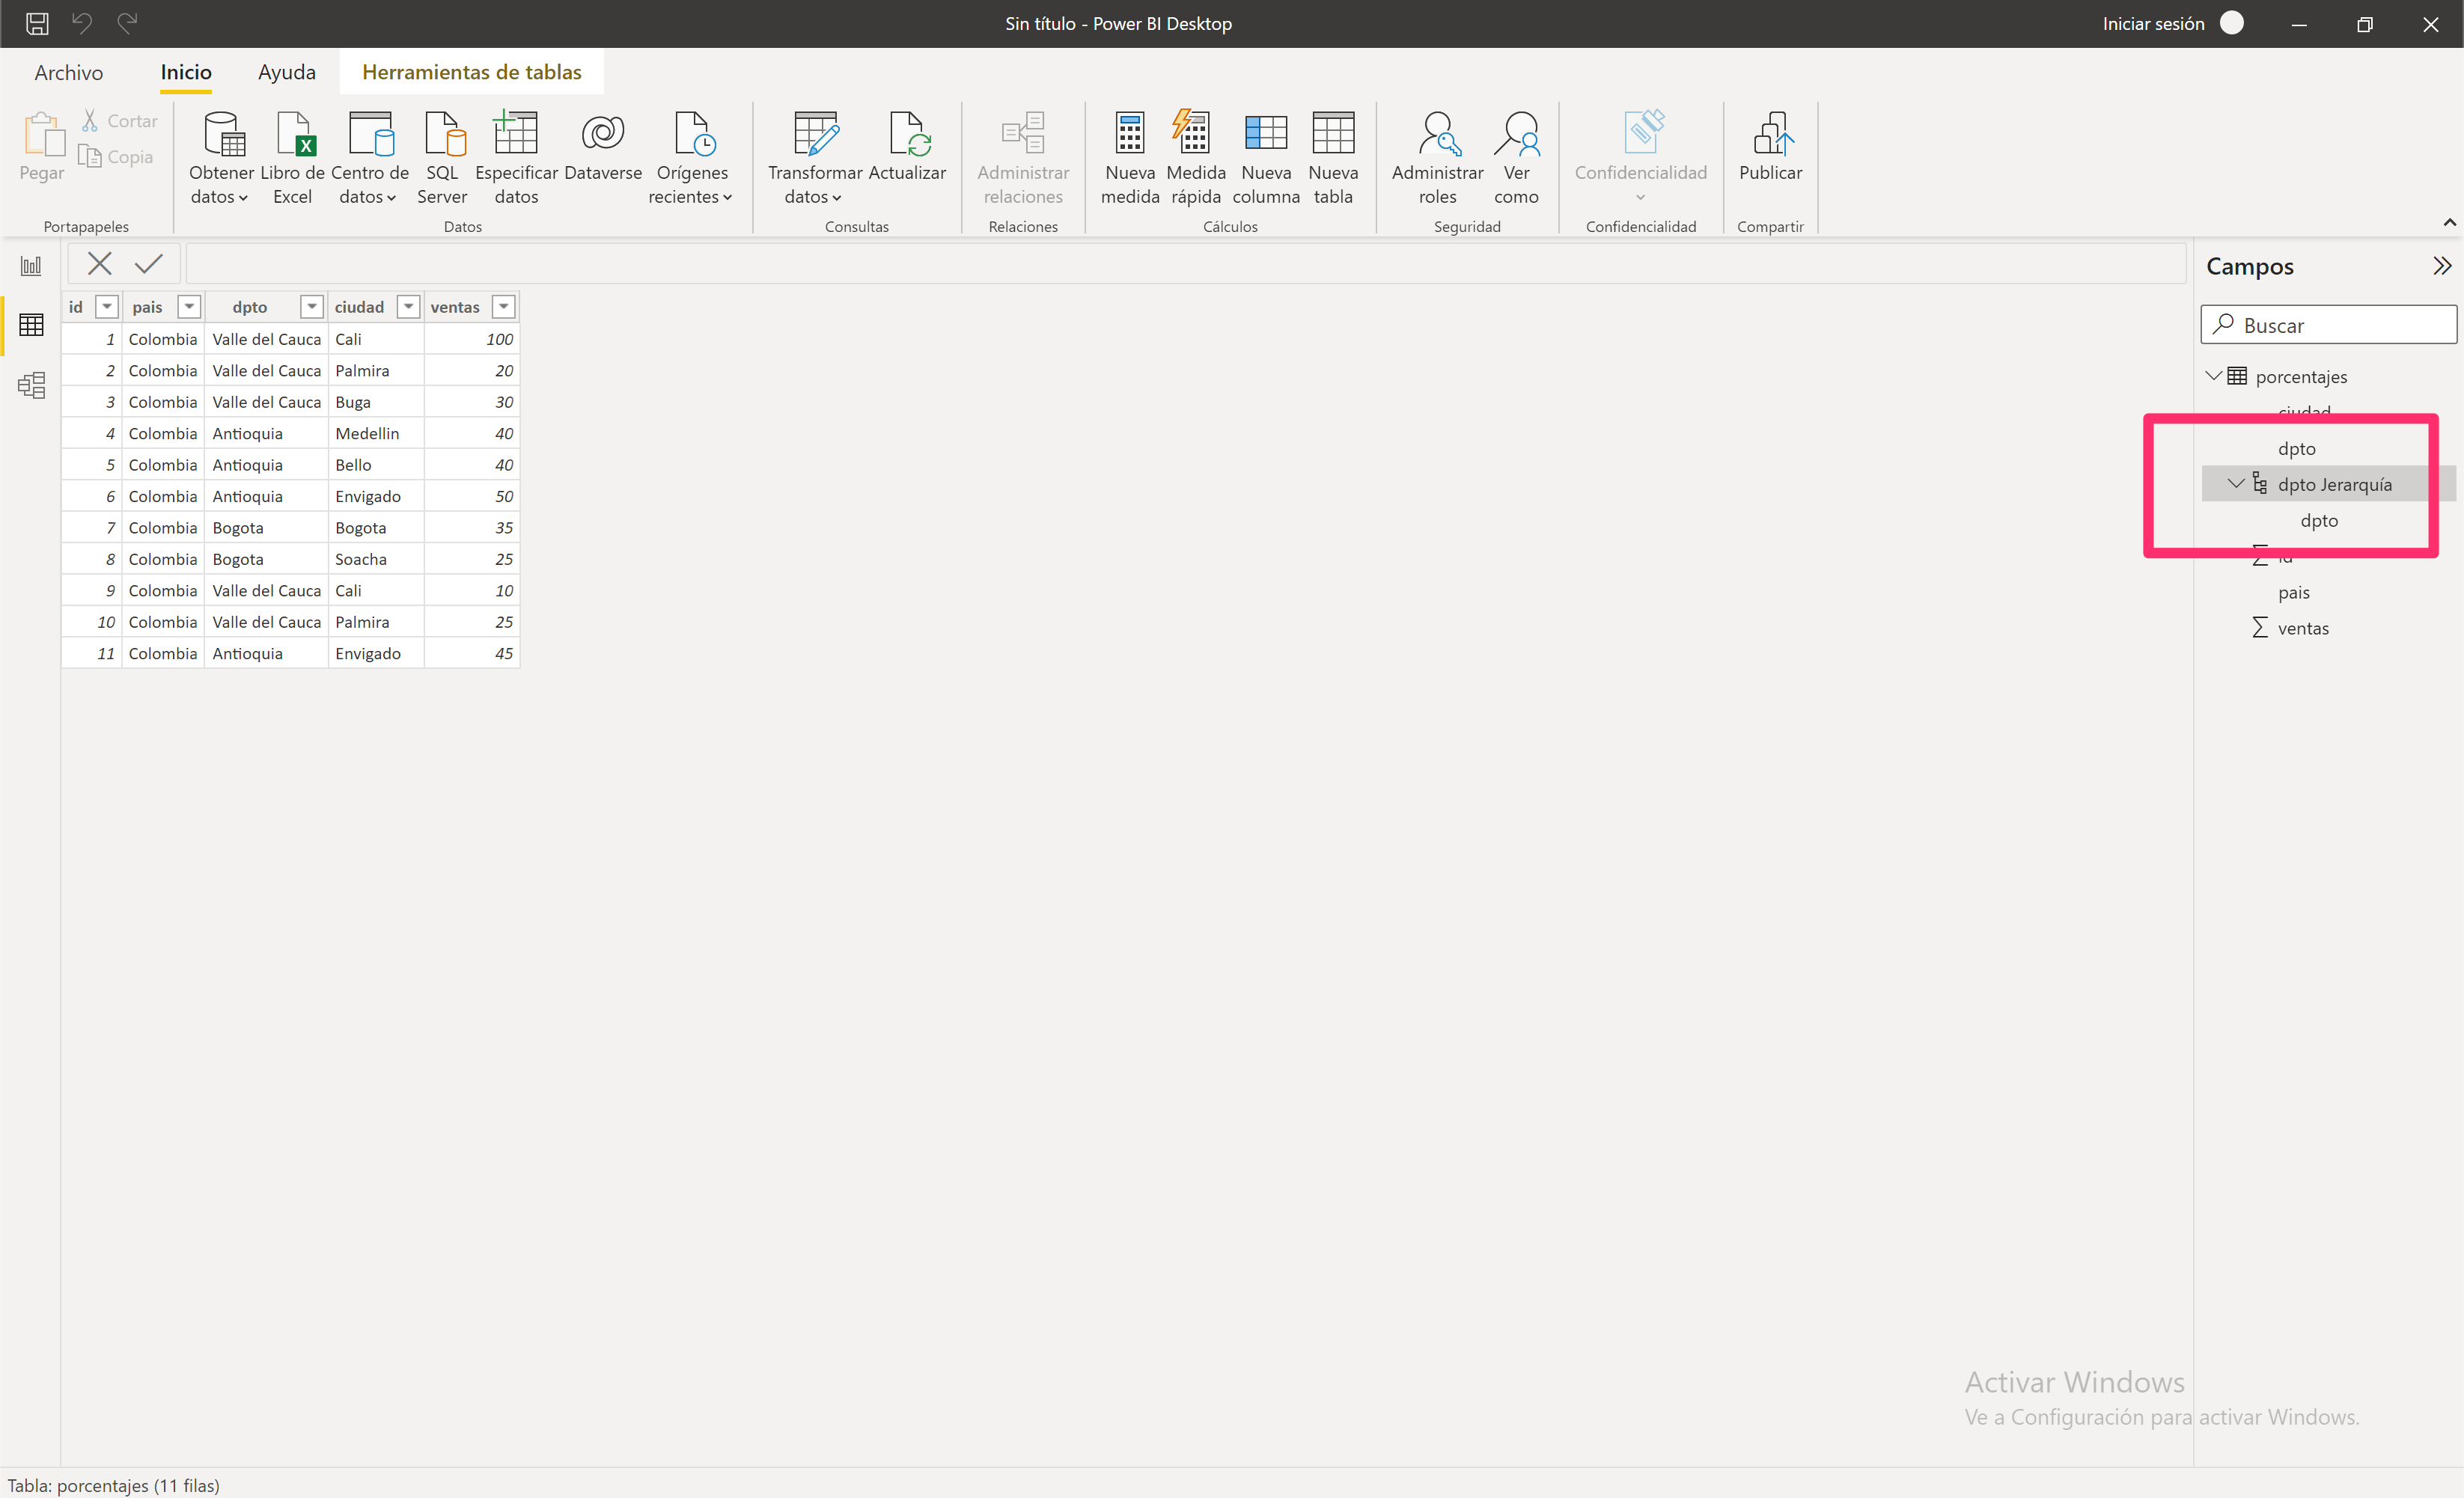 Sin título - Power BI Desktop
Iniciar sesión
Archivo Inicio Ayuda Herramientas de tablas
Pegar
Cortar
Copia
Portapapeles
Obtener datos
Libro de Excel
Centro de datos
SQL Server
Especificar datos
Dataverse
Orígenes recientes
Datos
Transformar datos
Actualizar
Consultas
Administrar relaciones
Relaciones
Nueva medida
Medida rápida
Nueva columna
Nueva tabla
Cálculos
Administrar roles
Ver como
Seguridad
Confidencialidad
Confidencialidad
Publicar
Compartir
id pais dpto ciudad ventas
1 Colombia Valle del Cauca Cali 100
2 Colombia Valle del Cauca Palmira 20
3 Colombia Valle del Cauca Buga 30
4 Colombia Antioquia Medellin 40
5 Colombia Antioquia Bello 40
6 Colombia Antioquia Envigado 50
7 Colombia Bogota Bogota 35
8 Colombia Bogota Soacha 25
9 Colombia Valle del Cauca Cali 10
10 Colombia Valle del Cauca Palmira 25
11 Colombia Antioquia Envigado 45
Campos
Buscar
porcentajes
ciudad
dpto
dpto Jerarquía
dpto
id
pais
ventas
Activar Windows
Ve a Configuración para activar Windows.
Tabla: porcentajes (11 filas)